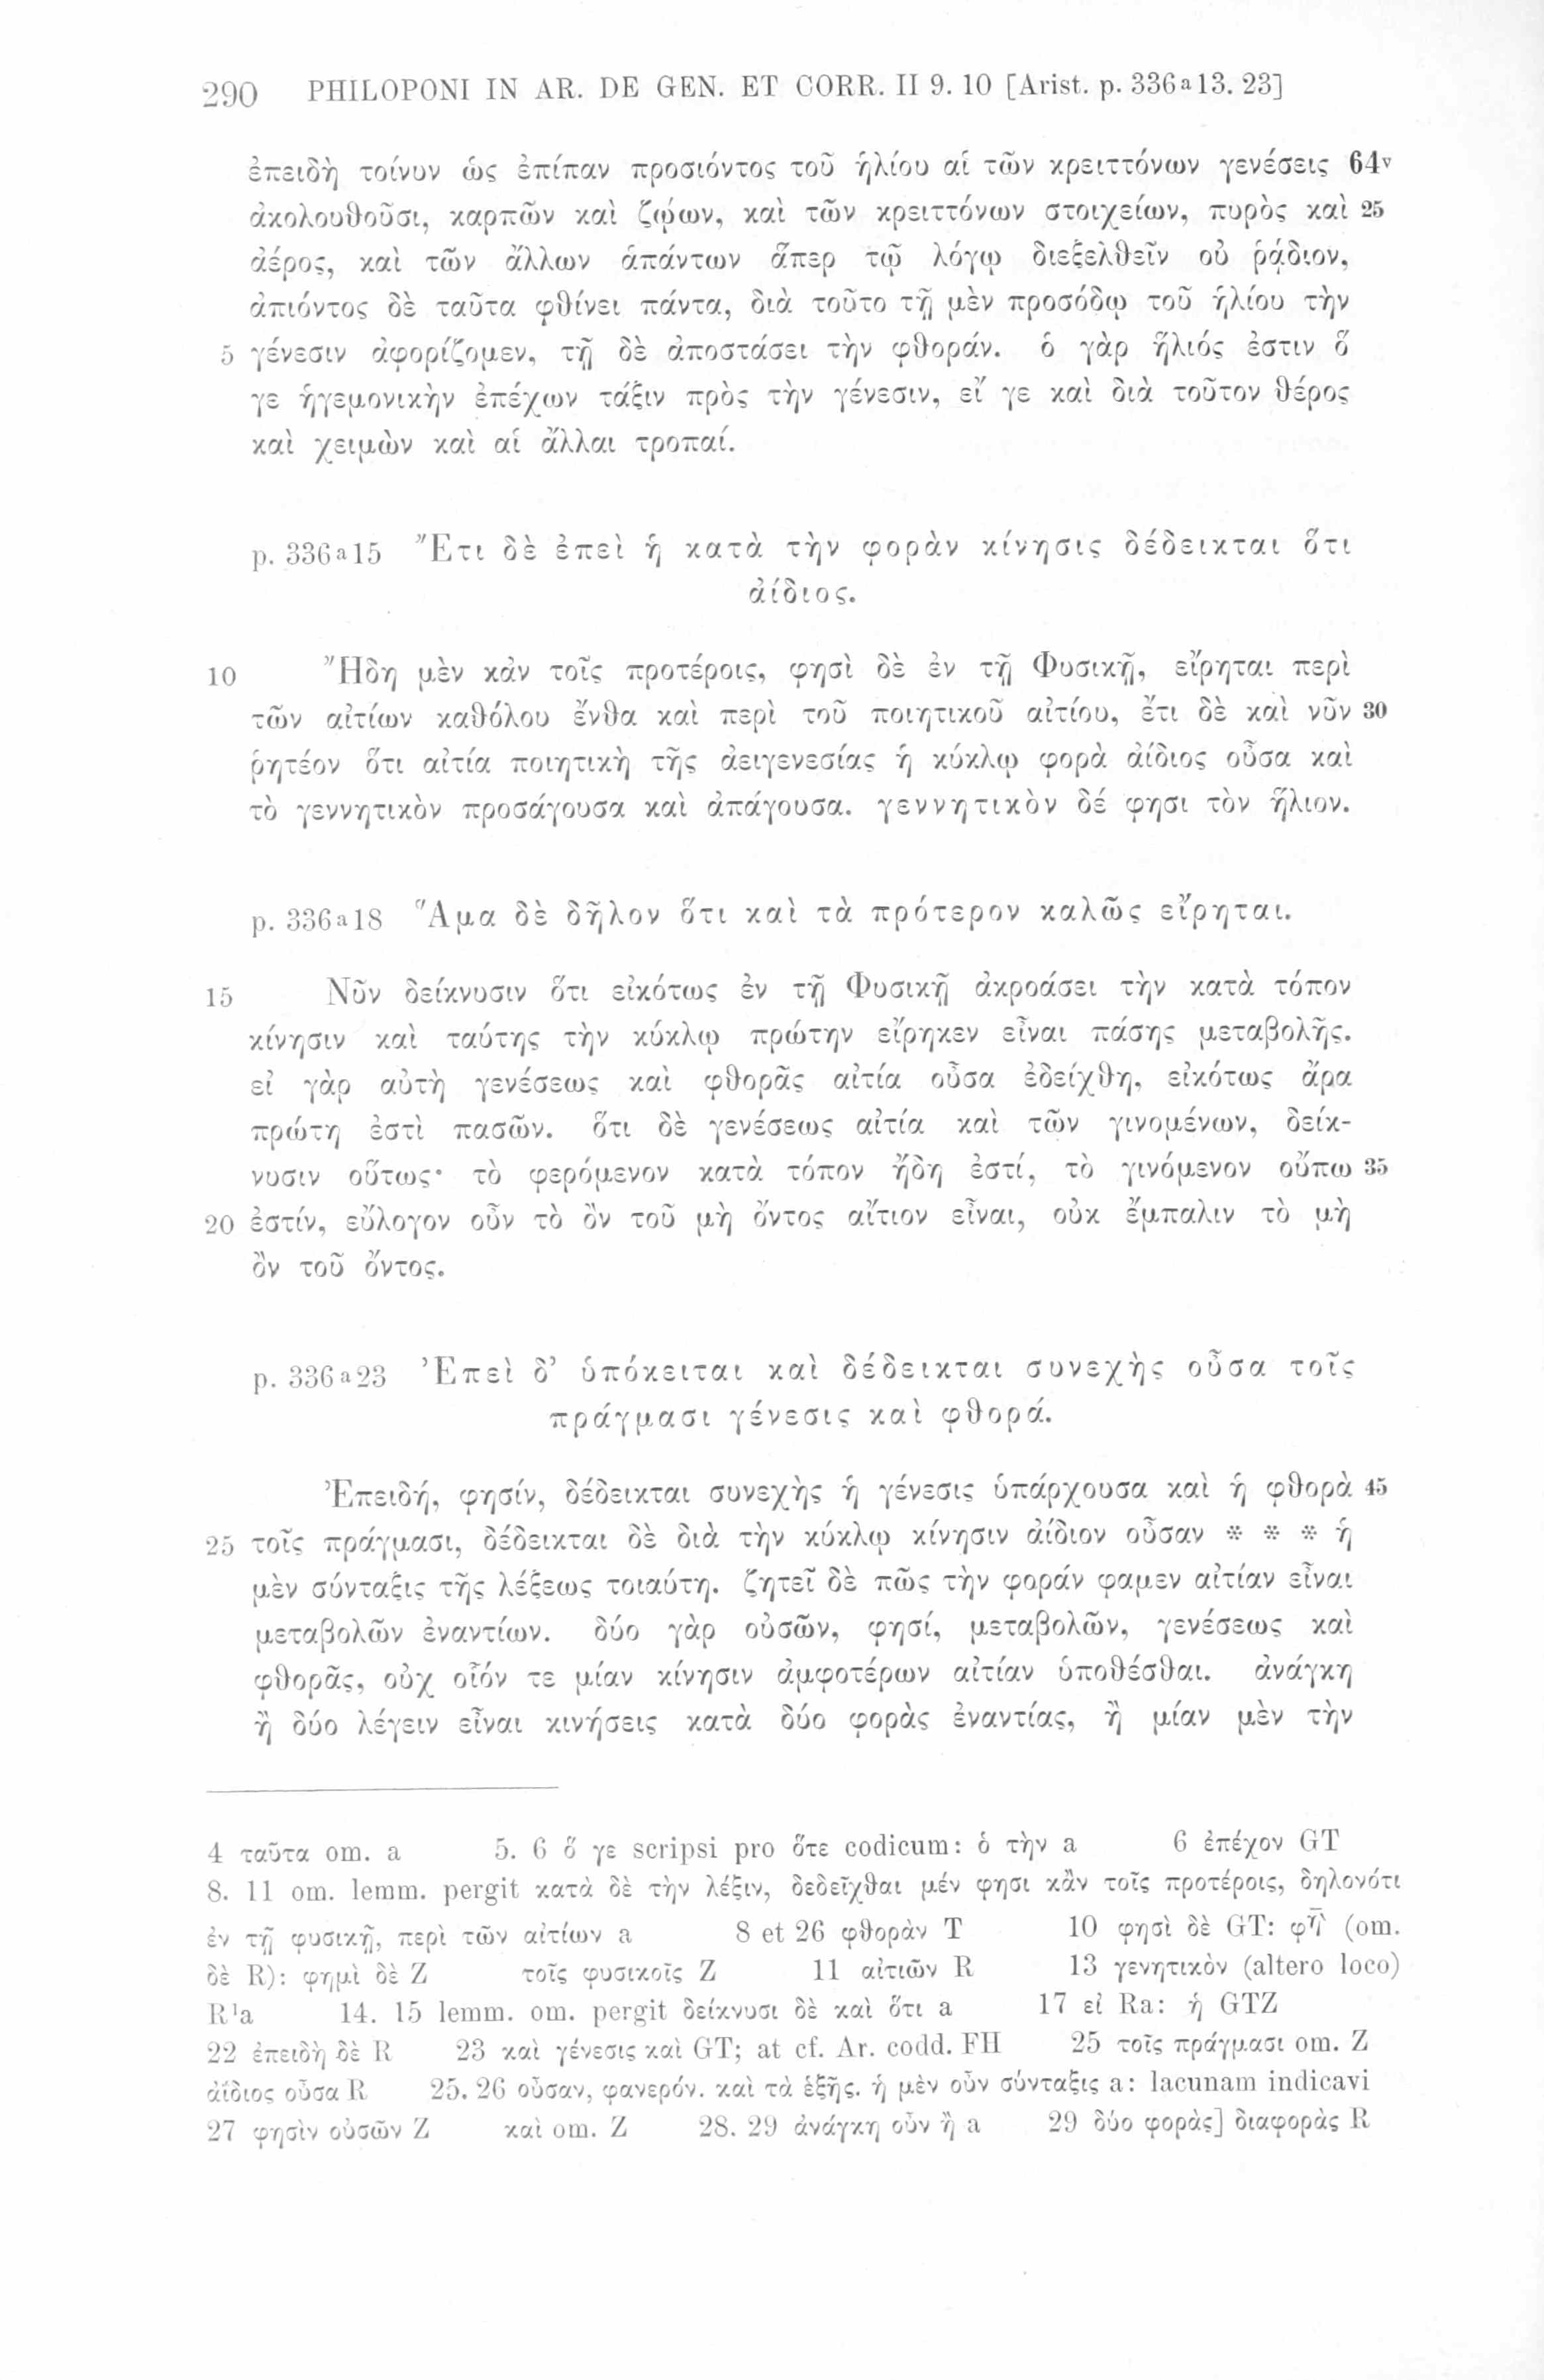 290 PHILOPONI IN AR. DE GEN. ET CORR. II 9. 10 [Arist. p. 336a13. 23]
ἐπειδὴ τοίνυν ὡς ἐπίπαν προσιόντος τοῦ ἡλίου αἱ τῶν κρειττόνων γενέσεις 64v
ἀκολουθοῦσι, καρπῶν καὶ ζῴων, καὶ τῶν κρειττόνων στοιχείων, πυρὸς καὶ 25
ἀέρος, καὶ τῶν ἄλλων ἁπάντων ἅπερ τῷ λόγῳ διεξελθεῖν οὐ ῥᾴδιον,
ἀπιόντος δὲ ταῦτα φθίνει πάντα, διὰ τοῦτο τῇ μὲν προσόδῳ τοῦ ἡλίου τὴν
5 γένεσιν ἀφορίζομεν, τῇ δὲ ἀποστάσει τὴν φθοράν. ὁ γὰρ ἥλιός ἐστιν ὅ
γε ἡγεμονικὴν ἐπέχων τάξιν πρὸς τὴν γένεσιν, εἴ γε καὶ διὰ τοῦτον θέρος
καὶ χειμὼν καὶ αἱ ἄλλαι τροπαί.
p. 336a15 Ἔτι δὲ ἐπεὶ ἡ κατὰ τὴν φορὰν κίνησις δέδεικται ὅτι
ἀίδιος.
10 Ἤδη μὲν κἀν τοῖς προτέροις, φησὶ δὲ ἐν τῇ Φυσικῇ, εἴρηται περὶ
τῶν αἰτίων καθόλου ἔνθα καὶ περὶ τοῦ ποιητικοῦ αἰτίου, ἔτι δὲ καὶ νῦν 30
ῥητέον ὅτι αἰτία ποιητικὴ τῆς ἀειγενεσίας ἡ κύκλῳ φορὰ ἀίδιος οὖσα καὶ
τὸ γεννητικὸν προσάγουσα καὶ ἀπάγουσα. γεννητικὸν δέ φησι τὸν ἥλιον.
p. 336a18 Ἅμα δὲ δῆλον ὅτι καὶ τὰ πρότερον καλῶς εἴρηται.
15 Νῦν δείκνυσιν ὅτι εἰκότως ἐν τῇ Φυσικῇ ἀκροάσει τὴν κατὰ τόπον
κίνησιν καὶ ταύτης τὴν κύκλῳ πρώτην εἴρηκεν εἶναι πάσης μεταβολῆς.
εἰ γὰρ αὐτὴ γενέσεως καὶ φθορᾶς αἰτία οὖσα ἐδείχθη, εἰκότως ἄρα
πρώτη ἐστὶ πασῶν. ὅτι δὲ γενέσεως αἰτία καὶ τῶν γινομένων, δείκ-
νυσιν οὕτως· τὸ φερόμενον κατὰ τόπον ἤδη ἐστί, τὸ γινόμενον οὔπω 35
20 ἐστίν, εὔλογον οὖν τὸ ὂν τοῦ μὴ ὄντος αἴτιον εἶναι, οὐκ ἔμπαλιν τὸ μὴ
ὂν τοῦ ὄντος.
p. 336a23 Ἐπεὶ δ' ὑπόκειται καὶ δέδεικται συνεχὴς οὖσα τοῖς
πράγμασι γένεσις καὶ φθορά.
Ἐπειδή, φησίν, δέδεικται συνεχὴς ἡ γένεσις ὑπάρχουσα καὶ ἡ φθορὰ 45
25 τοῖς πράγμασι, δέδεικται δὲ διὰ τὴν κύκλῳ κίνησιν ἀίδιον οὖσαν * * * ἡ
μὲν σύνταξις τῆς λέξεως τοιαύτη. ζητεῖ δὲ πῶς τὴν φοράν φαμεν αἰτίαν εἶναι
μεταβολῶν ἐναντίων. δύο γὰρ οὐσῶν, φησί, μεταβολῶν, γενέσεως καὶ
φθορᾶς, οὐχ οἷόν τε μίαν κίνησιν ἀμφοτέρων αἰτίαν ὑποθέσθαι. ἀνάγκη
ἢ δύο λέγειν εἶναι κινήσεις κατὰ δύο φορὰς ἐναντίας, ἢ μίαν μὲν τὴν
4 ταῦτα om. a 5. 6 ὅ γε scripsi pro ὅτε codicum: ὁ τὴν a 6 ἐπέχον GT
8. 11 om. lemm. pergit κατὰ δὲ τὴν λέξιν, δεδεῖχθαι μέν φησι κἂν τοῖς προτέροις, δηλονότι
ἐν τῇ φυσικῇ, περὶ τῶν αἰτίων a 8 et 26 φθορὰν T 10 φησὶ δὲ GT: (om.
δὲ R): φημὶ δὲ Z τοῖς φυσικοῖς Z 11 αἰτιῶν R 13 γενητικὸν (altero loco)
R¹a 14. 15 lemm. om. pergit δείκνυσι δὲ καὶ ὅτι a 17 εἰ Ra: ἡ GTZ
22 ἐπειδὴ δὲ R 23 καὶ γένεσις καὶ GT; at cf. Ar. codd. FH 25 τοῖς πράγμασι om. Z
ἀίδιος οὖσα R 25. 26 οὖσαν, φανερόν. καὶ τὰ ἑξῆς. ἡ μὲν οὖν σύνταξις a: lacunam indicavi
27 φησὶν οὐσῶν Z καὶ om. Z 28. 29 ἀνάγκη οὖν ἢ a 29 δύο φορὰς] διαφορὰς R